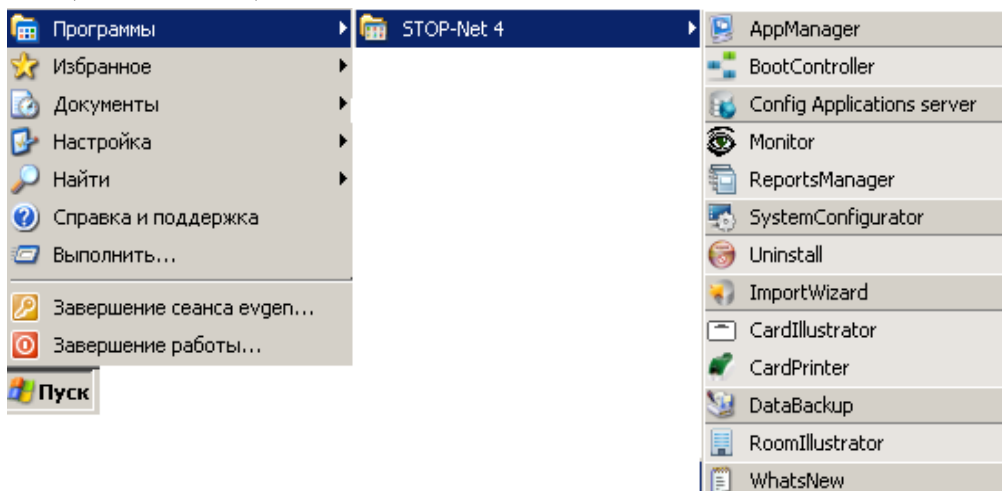 Программы
Избранное
Документы
Настройка
Найти
Справка и поддержка
Выполнить...
Завершение сеанса evgen...
Завершение работы...
Пуск
STOP-Net 4
AppManager
BootController
Config Applications server
Monitor
ReportsManager
SystemConfigurator
Uninstall
ImportWizard
CardIllustrator
CardPrinter
DataBackup
RoomIllustrator
WhatsNew